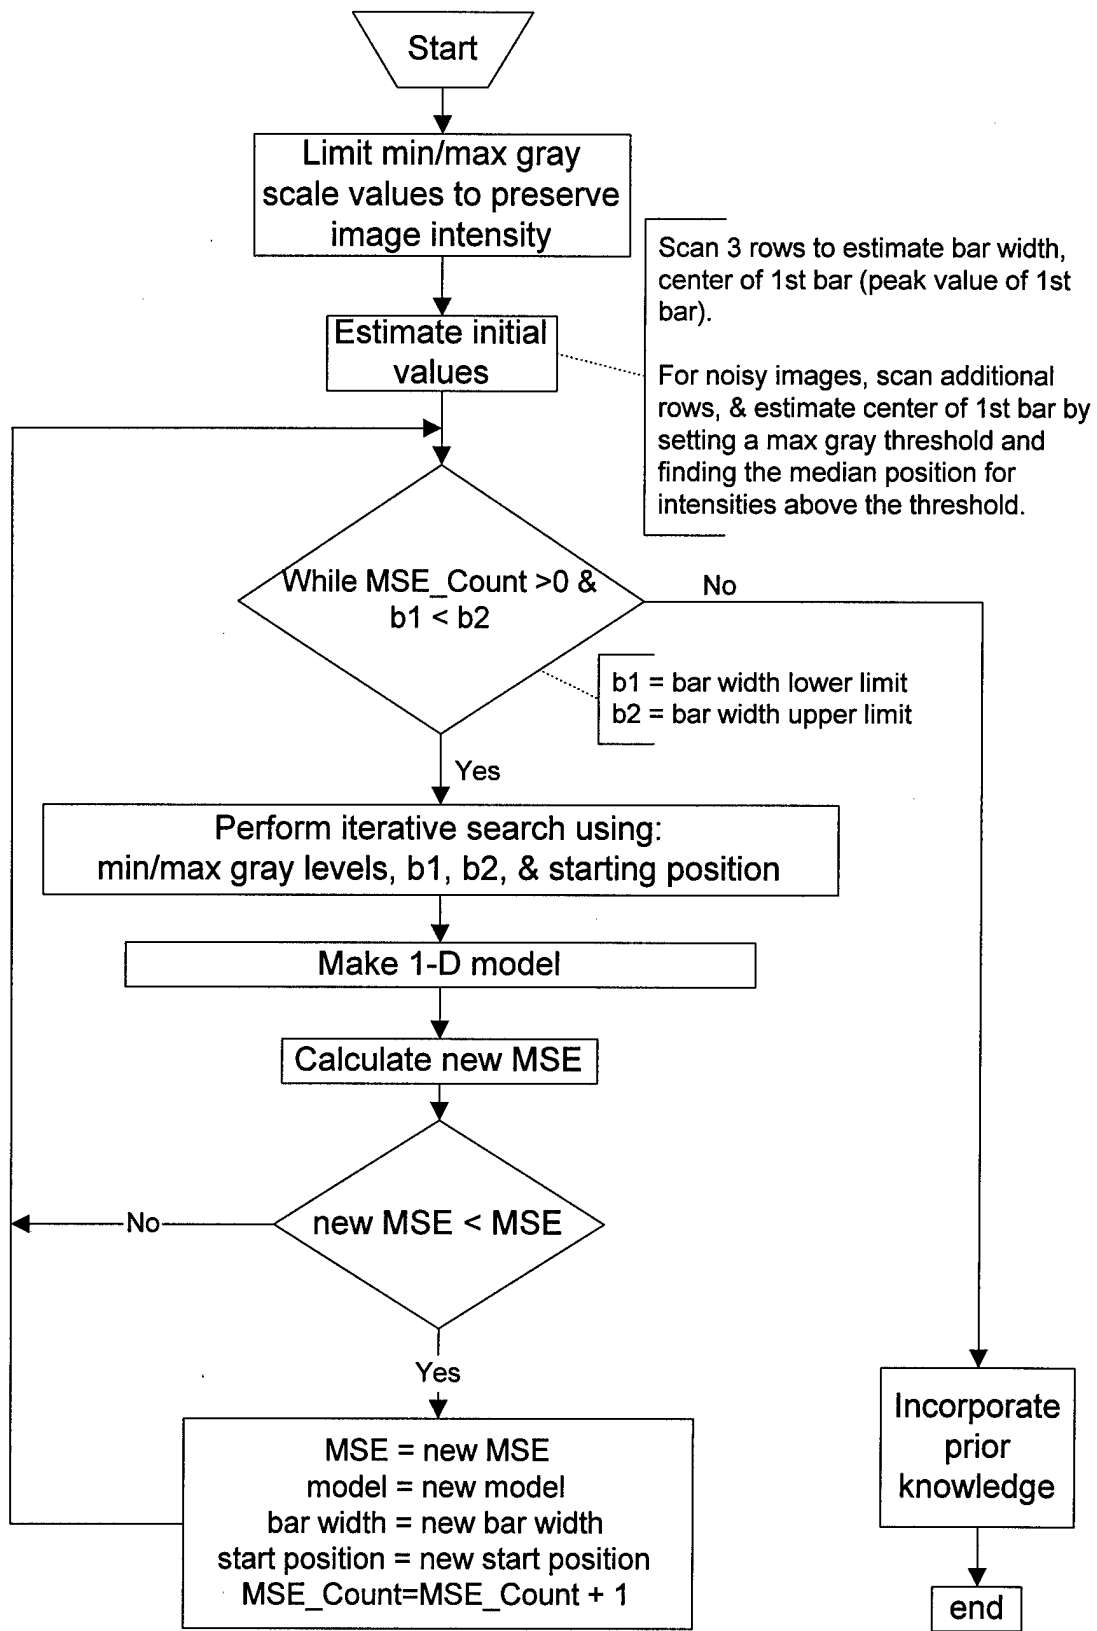 Start
Limit min/max gray
scale values to preserve
image intensity
Scan 3 rows to estimate bar width,
center of 1st bar (peak value of 1st
bar).
For noisy images, scan additional
rows, & estimate center of 1st bar by
setting a max gray threshold and
finding the median position for
intensities above the threshold.
Estimate initial
values
While MSE_Count >0 &
b1 < b2
No
b1 = bar width lower limit
b2 = bar width upper limit
Yes
Perform iterative search using:
min/max gray levels, b1, b2, & starting position
Make 1-D model
Calculate new MSE
new MSE < MSE
No
Yes
MSE = new MSE
model = new model
bar width = new bar width
start position = new start position
MSE_Count=MSE_Count + 1
Incorporate
prior
knowledge
end